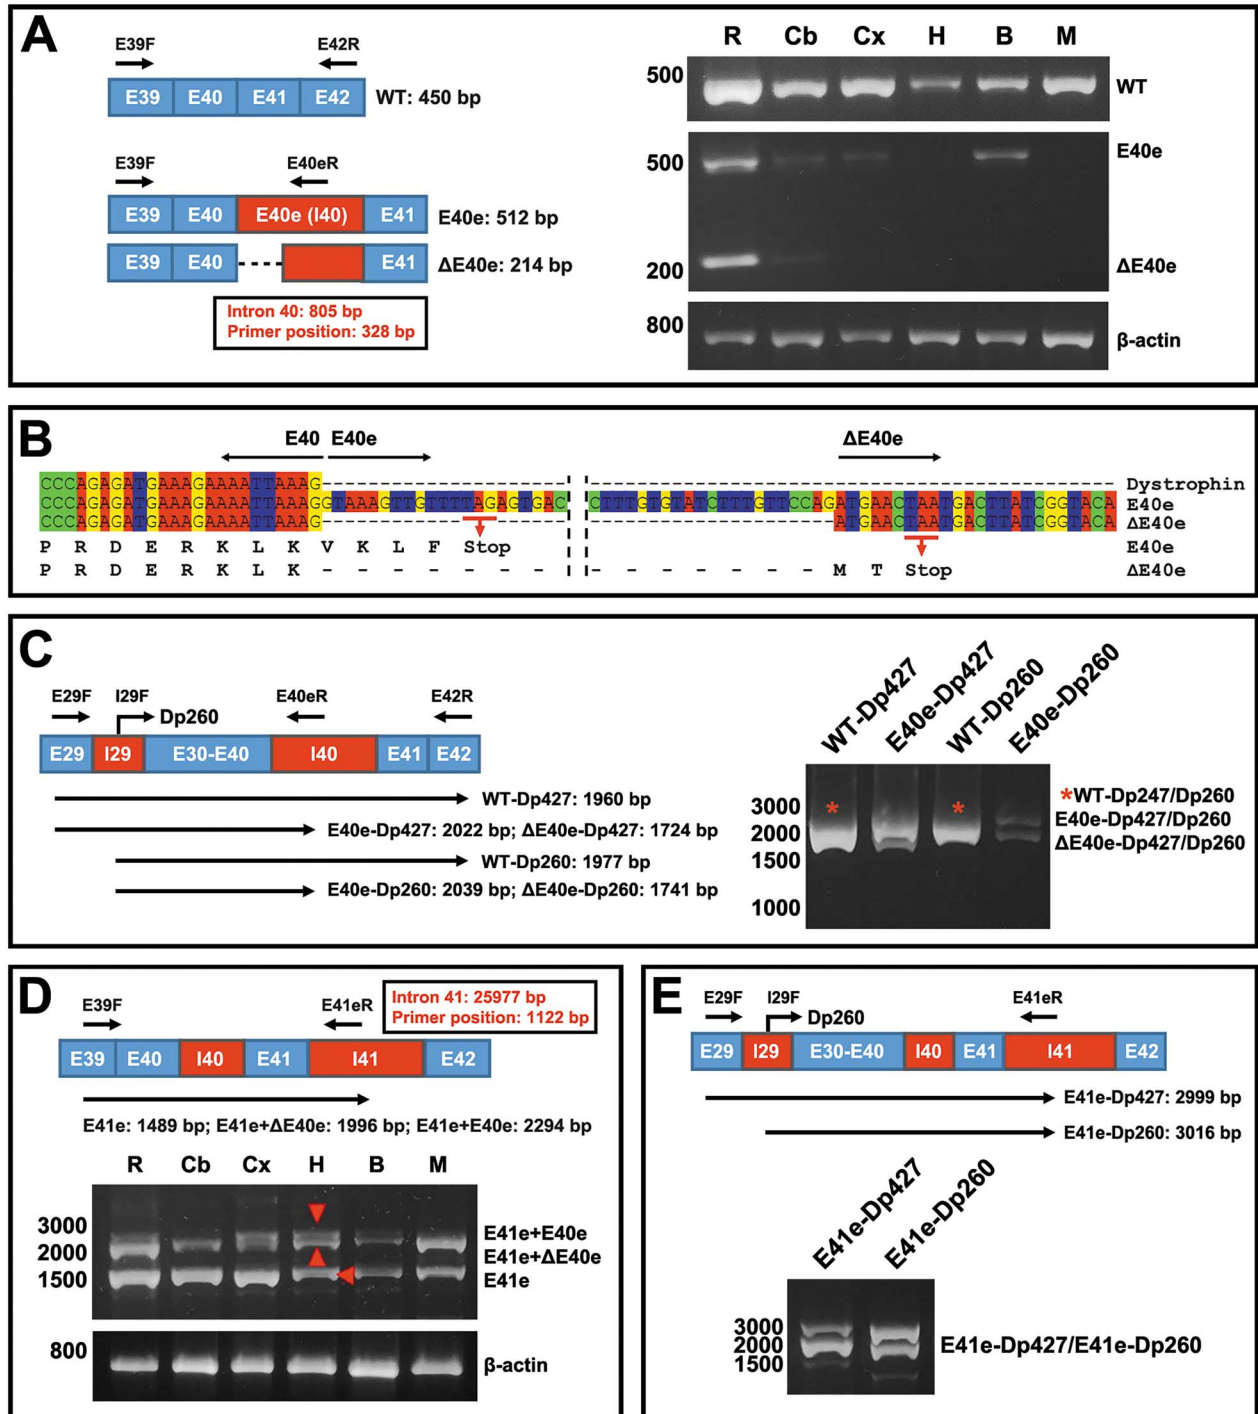 A
E39F E42R
E39 E40 E41 E42 WT: 450 bp
E39F E40eR
E39 E40 E40e (I40) E41 E40e: 512 bp
E39 E40 E41 ΔE40e: 214 bp
Intron 40: 805 bp
Primer position: 328 bp
R Cb Cx H B M
500 WT
500 E40e
200 ΔE40e
800 β-actin
B
E40 E40e ΔE40e
CCCAGAGATGAAAGAAAATTAAAG Dystrophin
CCCAGAGATGAAAGAAAATTAAAGGTAAAGTTGTTTTAGAGTGAC CTTTGTGTATCTTTGTTCCAGATGAACTAATGACTTATCGGTACA E40e
CCCAGAGATGAAAGAAAATTAAAG ATGAACTAATGACTTATCGGTACA ΔE40e
P R D E R K L K V K L F Stop E40e
P R D E R K L K - - - - - - - - - - - - - - M T Stop ΔE40e
C
E29F I29F E40eR E42R
Dp260
E29 I29 E30-E40 I40 E41 E42
WT-Dp427: 1960 bp
E40e-Dp427: 2022 bp; ΔE40e-Dp427: 1724 bp
WT-Dp260: 1977 bp
E40e-Dp260: 2039 bp; ΔE40e-Dp260: 1741 bp
WT-Dp427 E40e-Dp427 WT-Dp260 E40e-Dp260
3000 * * *WT-Dp247/Dp260
2000 E40e-Dp427/Dp260
1500 ΔE40e-Dp427/Dp260
1000
D
E39F E41eR
Intron 41: 25977 bp
Primer position: 1122 bp
E39 E40 I40 E41 I41 E42
E41e: 1489 bp; E41e+ΔE40e: 1996 bp; E41e+E40e: 2294 bp
R Cb Cx H B M
3000 E41e+E40e
2000 E41e+ΔE40e
1500 E41e
800 β-actin
E
E29F I29F E41eR
Dp260
E29 I29 E30-E40 I40 E41 I41 E42
E41e-Dp427: 2999 bp
E41e-Dp260: 3016 bp
E41e-Dp427 E41e-Dp260
3000
2000 E41e-Dp427/E41e-Dp260
1500